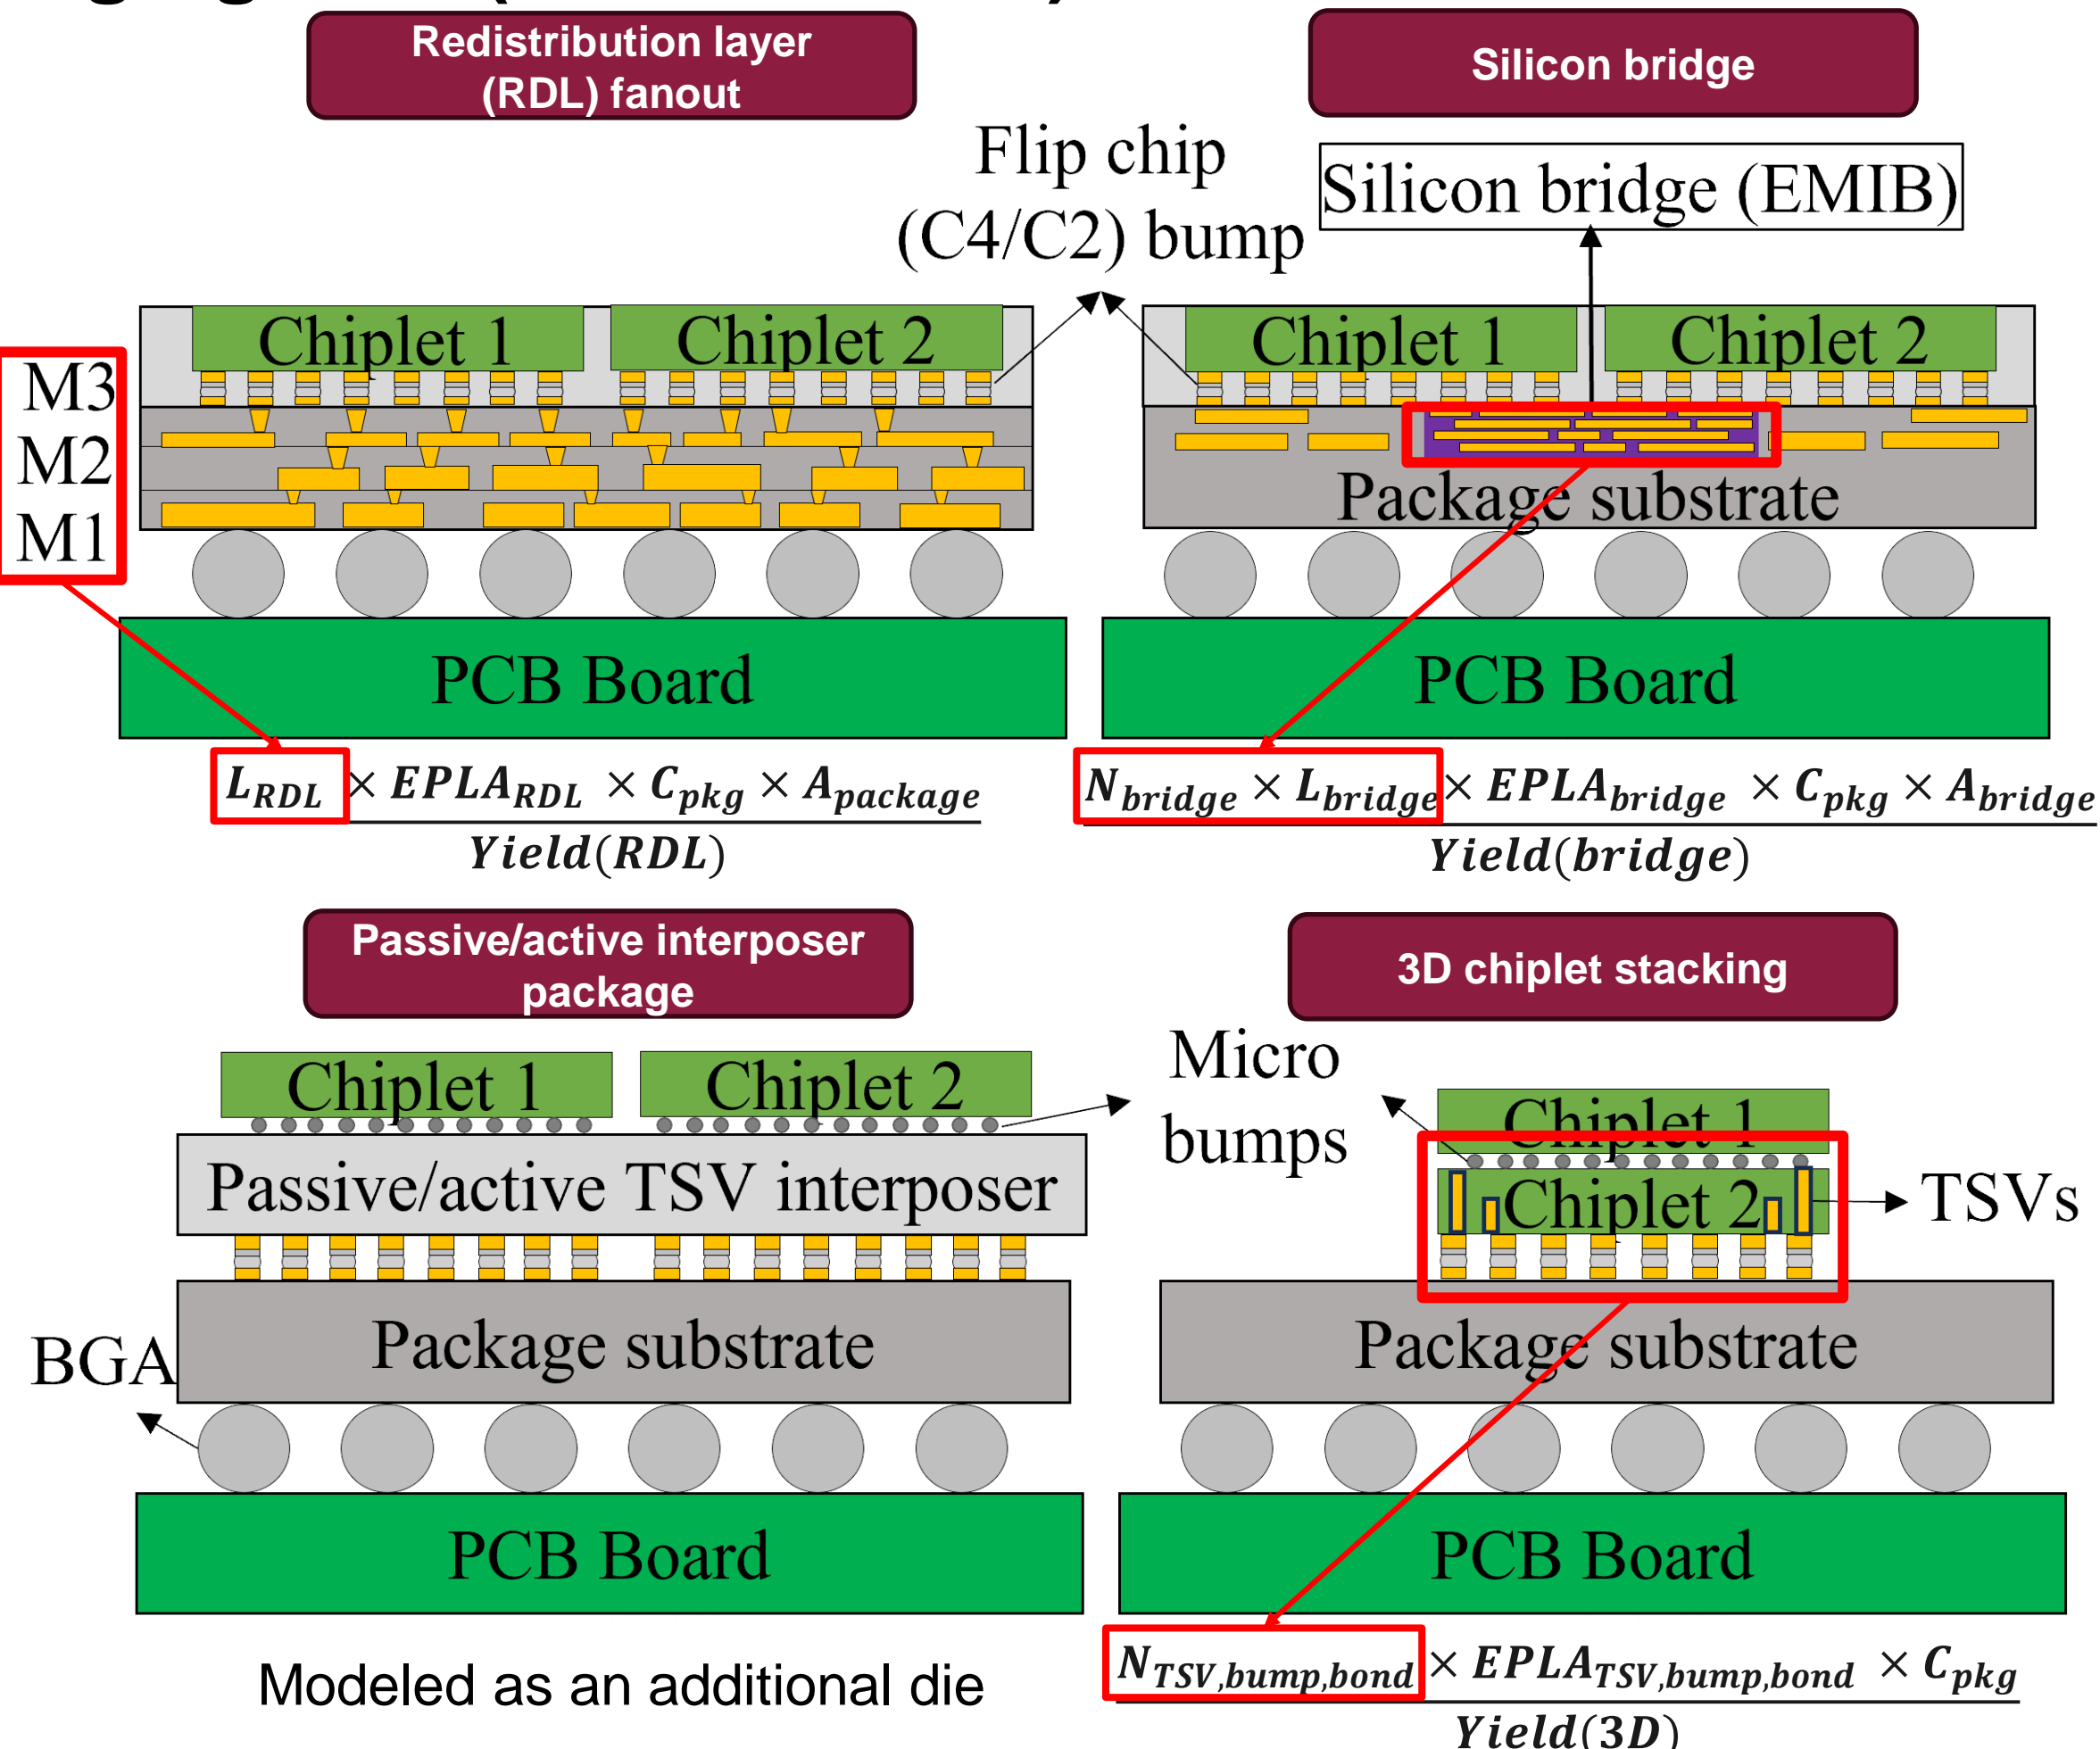 Redistribution layer
(RDL) fanout
Silicon bridge
Flip chip
(C4/C2) bump
Silicon bridge (EMIB)
Chiplet 1
Chiplet 2
Chiplet 1
Chiplet 2
M3
M2
M1
Package substrate
PCB Board
PCB Board
L_RDL × EPLA_RDL × C_pkg × A_package
Yield(RDL)
N_bridge × L_bridge × EPLA_bridge × C_pkg × A_bridge
Yield(bridge)
Passive/active interposer
package
3D chiplet stacking
Chiplet 1
Chiplet 2
Micro
bumps
Chiplet 1
Passive/active TSV interposer
Chiplet 2
TSVs
BGA
Package substrate
Package substrate
PCB Board
PCB Board
Modeled as an additional die
N_TSV,bump,bond × EPLA_TSV,bump,bond × C_pkg
Yield(3D)